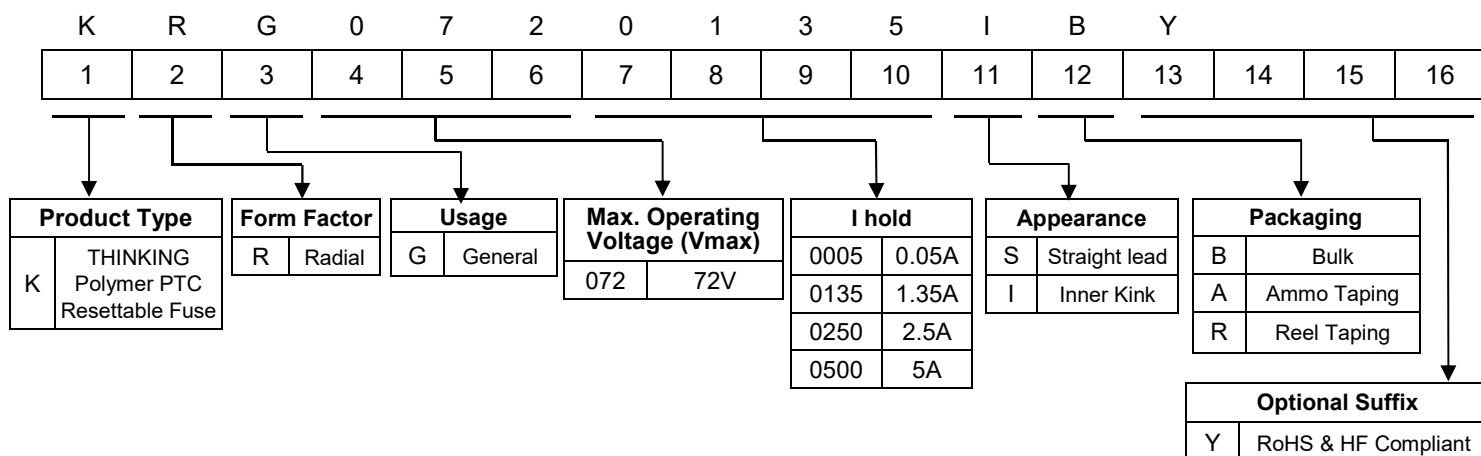 K R G 0 7 2 0 1 3 5 I B Y
1 2 3 4 5 6 7 8 9 10 11 12 13 14 15 16
Product Type
K THINKING Polymer PTC Resettable Fuse
Form Factor
R Radial
Usage
G General
Max. Operating
Voltage (Vmax)
072 72V
I hold
0005 0.05A
0135 1.35A
0250 2.5A
0500 5A
Appearance
S Straight lead
I Inner Kink
Packaging
B Bulk
A Ammo Taping
R Reel Taping
Optional Suffix
Y RoHS & HF Compliant